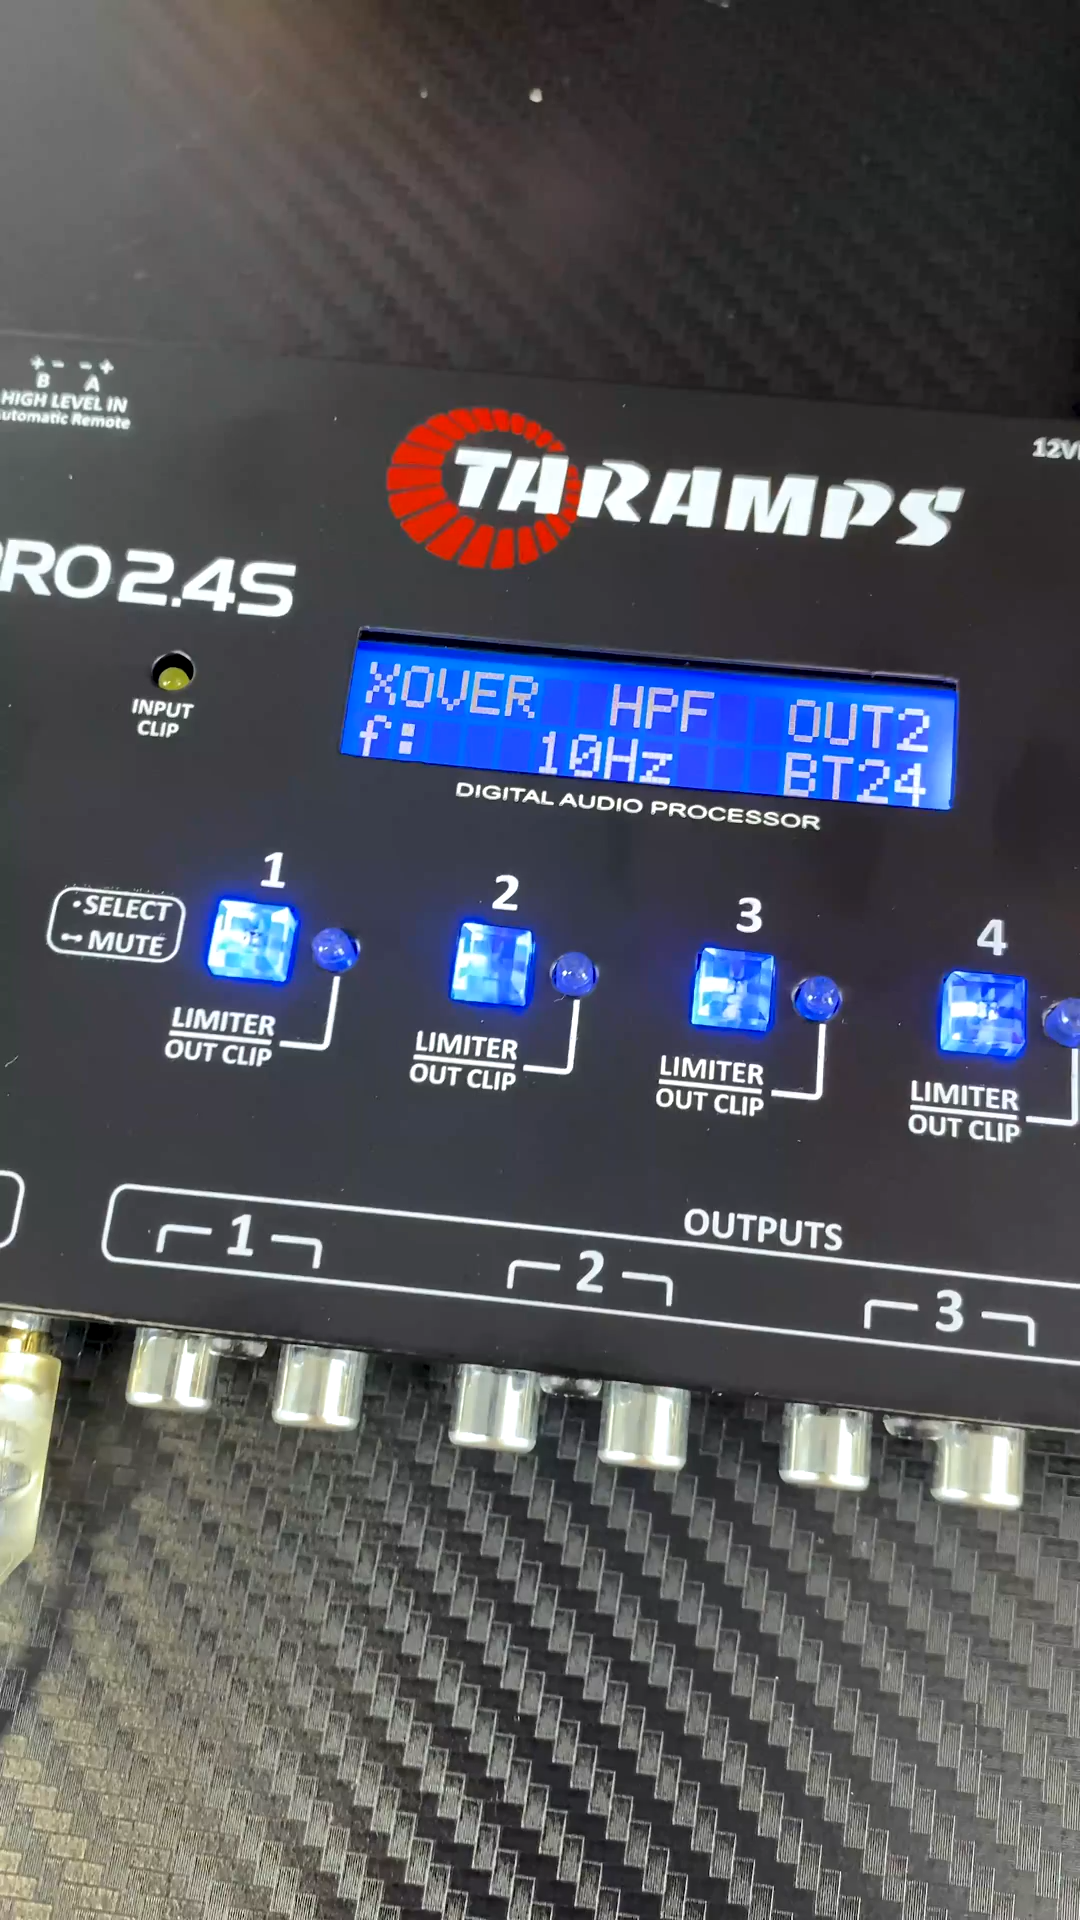 + - - +
B A
HIGH LEVEL IN
utomatic Remote
TARAMPS
12V
RO 2.4S
INPUT
CLIP
XOVER HPF OUT2
f: 10Hz BT24
DIGITAL AUDIO PROCESSOR
SELECT
MUTE
1
2
3
4
LIMITER
OUT CLIP
LIMITER
OUT CLIP
LIMITER
OUT CLIP
LIMITER
OUT CLIP
OUTPUTS
1
2
3